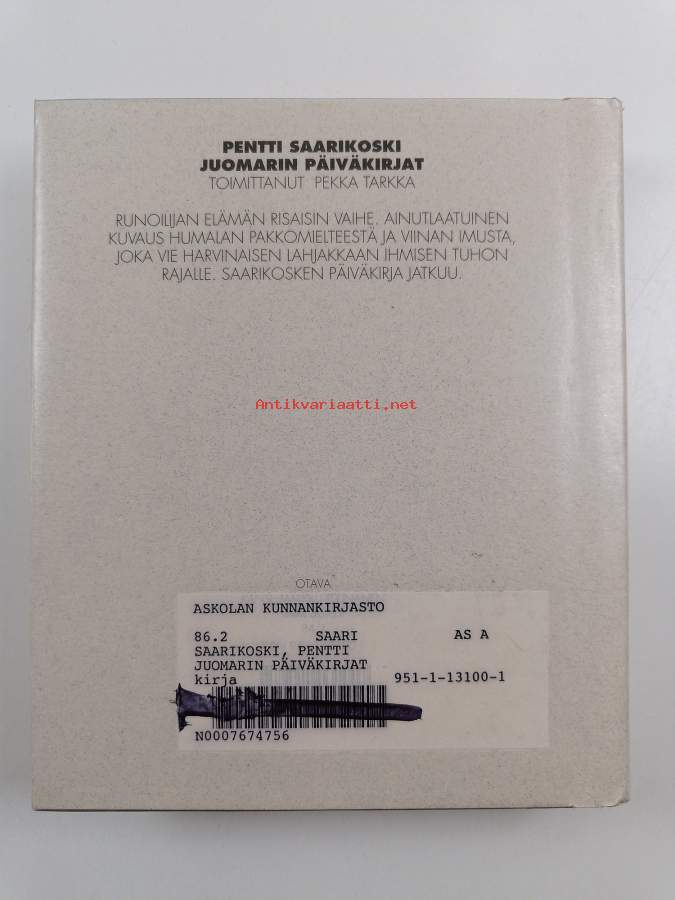 PENTTI SAARIKOSKI
JUOMARIN PÄIVÄKIRJAT
TOIMITTANUT PEKKA TARKKA
RUNOILIJAN ELÄMÄN RISAISIN VAIHE. AINUTLAATUINEN
KUVAUS HUMALAN PAKKOMIELTEESTÄ JA VIINAN IMUSTA,
JOKA VIE HARVINAISEN LAHJAKKAAN IHMISEN TUHON
RAJALLE. SAARIKOSKEN PÄIVÄKIRJA JATKUU.
Antikvariaatti.net
OTAVA
ASKOLAN KUNNANKIRJASTO
86.2 SAARI AS A
SAARIKOSKI, PENTTI
JUOMARIN PÄIVÄKIRJAT
kirja 951-1-13100-1
N0007674756